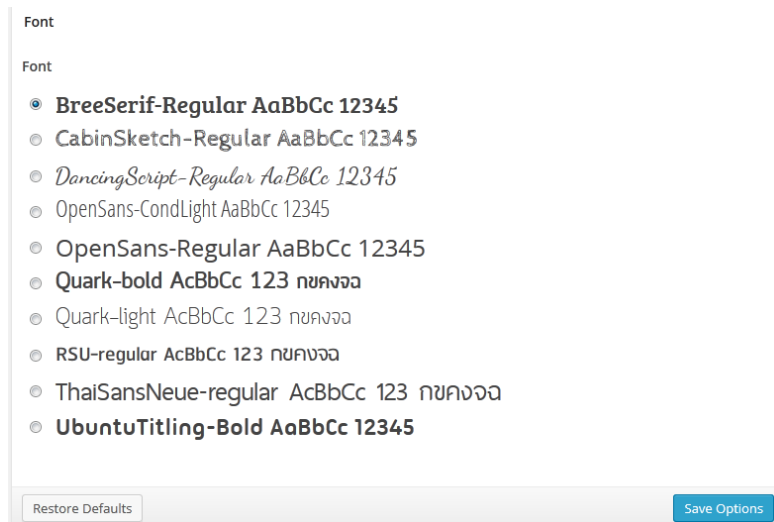 Font
Font
BreeSerif-Regular AaBbCc 12345
CabinSketch-Regular AaBbCc 12345
DancingScript-Regular AaBbCc 12345
OpenSans-CondLight AaBbCc 12345
OpenSans-Regular AaBbCc 12345
Quark-bold AcBbCc 123 กขคงจฉ
Quark-light AcBbCc 123 กขคงจฉ
RSU-regular AcBbCc 123 กขคงจฉ
ThaiSansNeue-regular AcBbCc 123 กขคงจฉ
UbuntuTitling-Bold AaBbCc 12345
Restore Defaults
Save Options